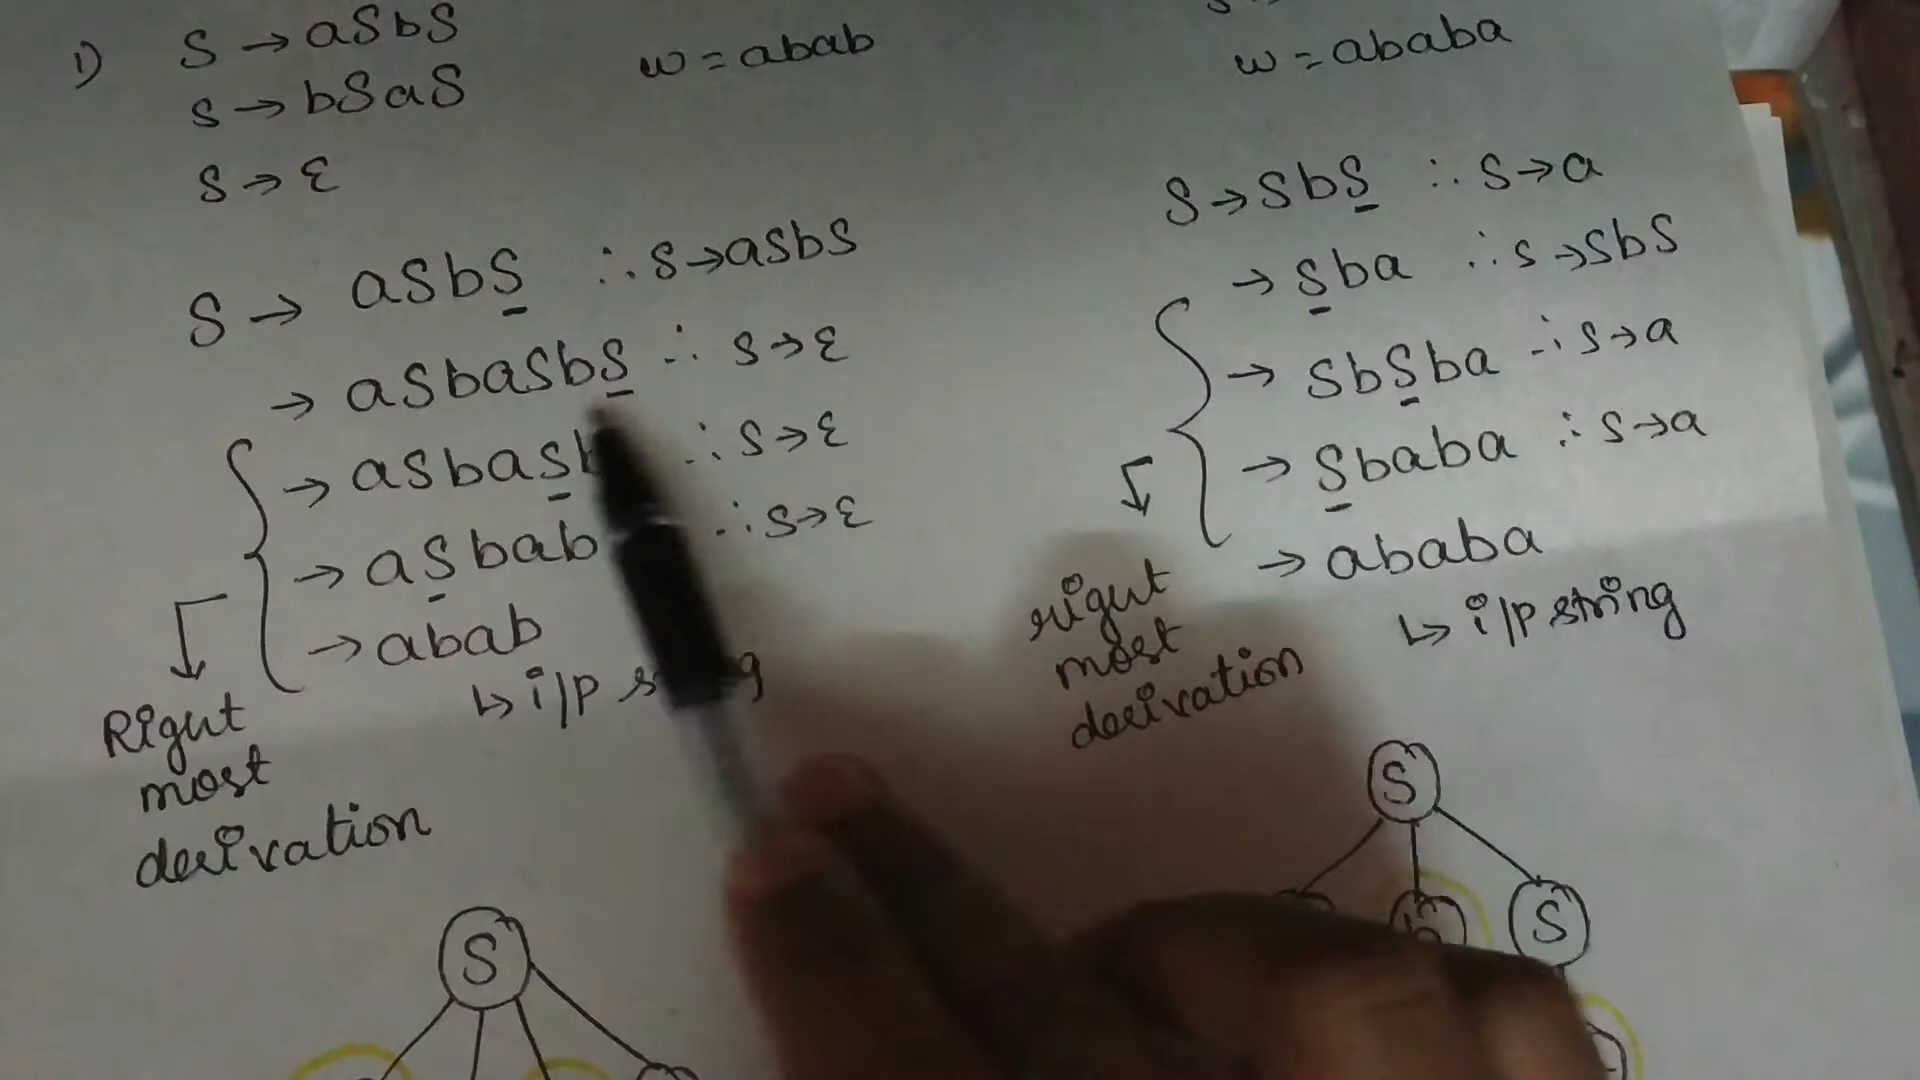 1) S → aSbS
S → bSaS
S → ε
w = abab
S → aSbS ∴ S → aSbS
→ aSbaSbS ∴ S → ε
→ aSbaSb ∴ S → ε
→ aSbab ∴ S → ε
→ abab
↳ i/p
Right
most
derivation
S
w = ababa
S → SbS ∴ S → a
→ Sba ∴ S → SbS
→ SbSba ∴ S → a
→ Sbaba ∴ S → a
→ ababa
↳ i/p string
right
most
derivation
S
b S